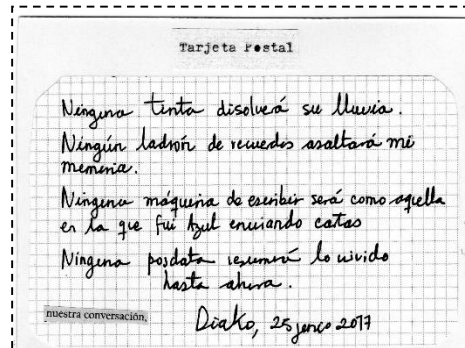 Tarjeta Postal
Ninguna tinta disolverá su lluvia.
Ningún ladrón de recuerdos asaltará mi
memoria.
Ninguna máquina de escribir será como aquella
en la que fui Azul enviando cartas
Ninguna posdata resumirá lo vivido
hasta ahora.
nuestra conversación,
Diako, 25 2017